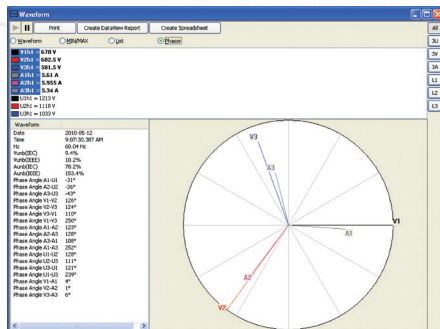 Waveform
Print
Create DataView Report
Create Spreadsheet
Waveform
MIN/MAX
List
Phasor
All
3U
3V
3A
L1
L2
L3
V1h1 = 678 V
V2h1 = 682.5 V
V3h1 = 581.5 V
A1h1 = 5.61 A
A2h1 = 5.955 A
A3h1 = 5.34 A
U1h1 = 1213 V
U2h1 = 1118 V
U3h1 = 1033 V
Waveform
Date 2010-05-12
Time 9:07:30.387 AM
Hz 60.04 Hz
Vunb(IEC) 9.4%
Vunb(IEEE) 10.2%
Aunb(IEC) 78.2%
Aunb(IEEE) 153.4%
Phase Angle A1-U1 -31°
Phase Angle A2-U2 -26°
Phase Angle A3-U3 -43°
Phase Angle V1-V2 126°
Phase Angle V2-V3 124°
Phase Angle V3-V1 110°
Phase Angle V1-V3 250°
Phase Angle A1-A2 123°
Phase Angle A2-A3 128°
Phase Angle A3-A1 108°
Phase Angle A1-A3 252°
Phase Angle U1-U2 128°
Phase Angle U2-U3 111°
Phase Angle U3-U1 121°
Phase Angle U1-U3 239°
Phase Angle V1-A1 4°
Phase Angle V2-A2 1°
Phase Angle V3-A3 6°
V3
A3
V1
A1
A2
V2